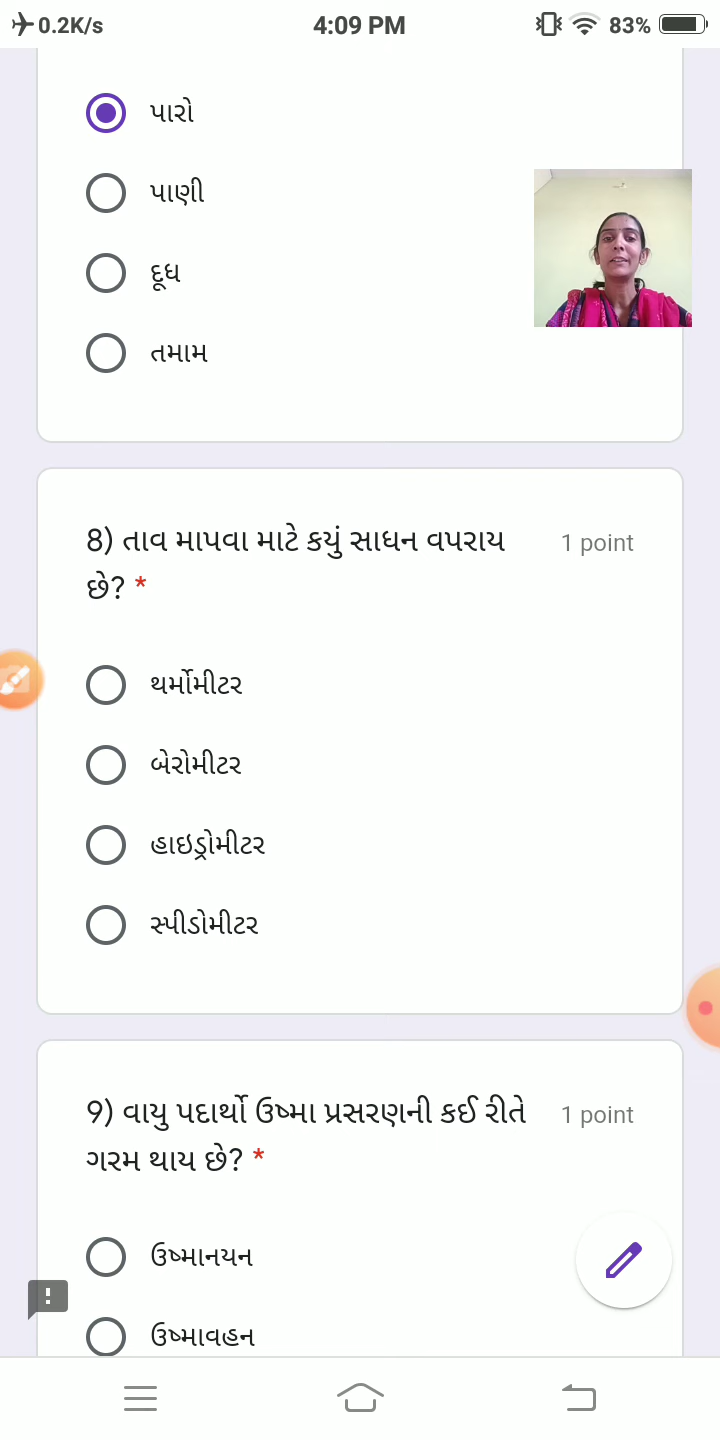 0.2K/s 4:09 PM 83%
પારો
પાણી
દૂધ
તમામ
8) તાવ માપવા માટે કયું સાધન વપરાય 1 point
છે? *
થર્મોમીટર
બેરોમીટર
હાઇડ્રોમીટર
સ્પીડોમીટર
9) વાયુ પદાર્થો ઉષ્મા પ્રસરણની કઈ રીતે 1 point
ગરમ થાય છે? *
ઉષ્માનયન
ઉષ્માવહન